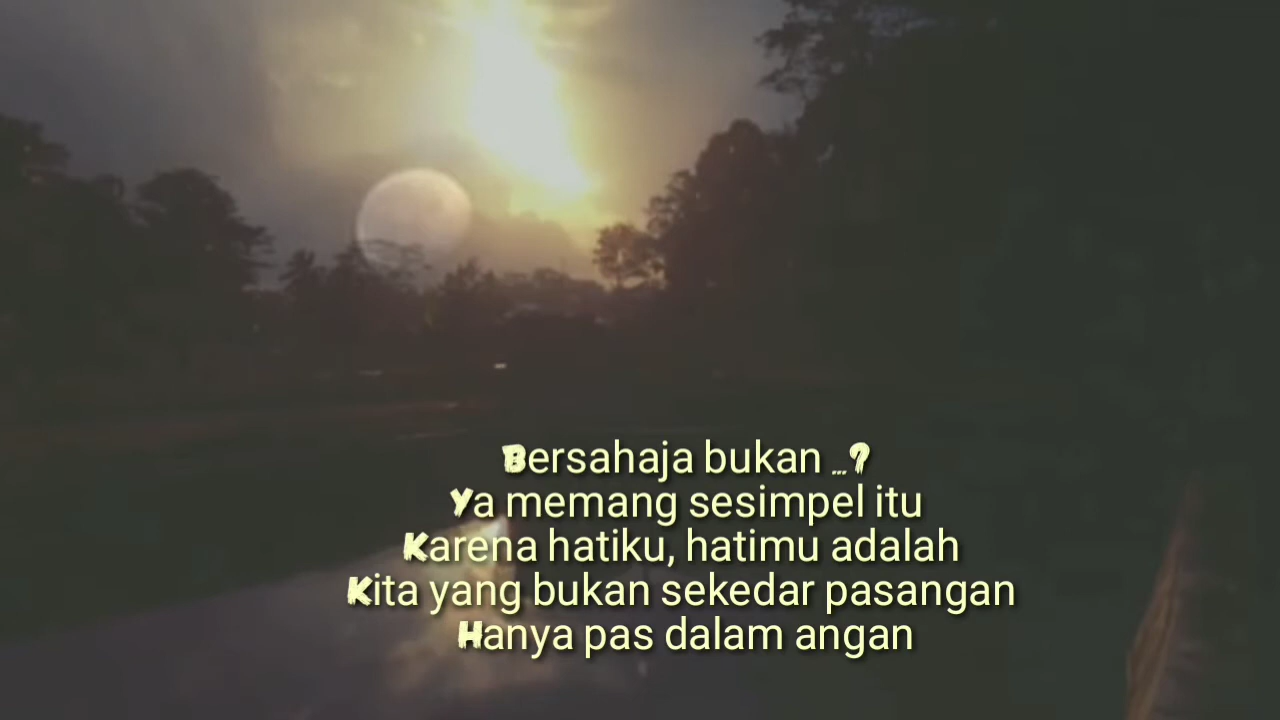 Bersahaja bukan ...?
Ya memang sesimpel itu
Karena hatiku, hatimu adalah
Kita yang bukan sekedar pasangan
Hanya pas dalam angan